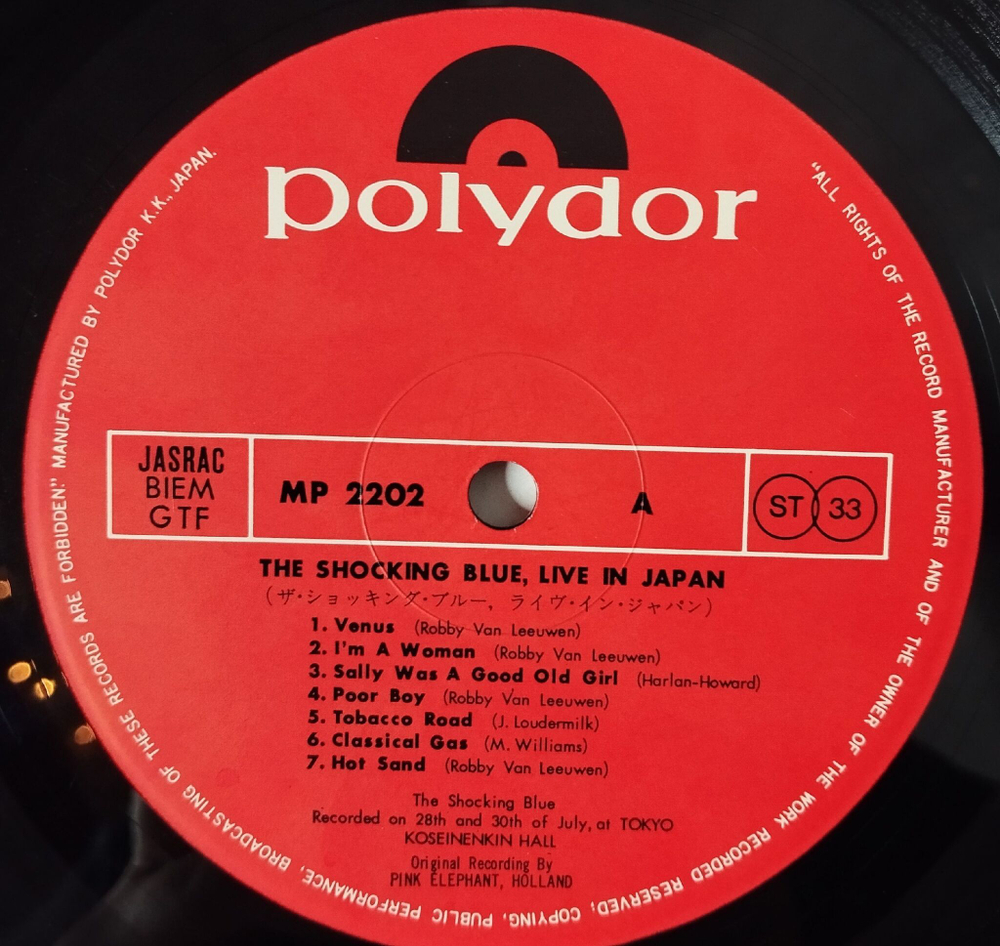 polydor
JASRAC
BIEM
GTF
MP 2202
A
ST 33
THE SHOCKING BLUE, LIVE IN JAPAN
(ザ・ショッキング・ブルー, ライヴ・イン・ジャパン)
1. Venus (Robby Van Leeuwen)
2. I'm A Woman (Robby Van Leeuwen)
3. Sally Was A Good Old Girl (Harlan-Howard)
4. Poor Boy (Robby Van Leeuwen)
5. Tobacco Road (J. Loudermilk)
6. Classical Gas (M. Williams)
7. Hot Sand (Robby Van Leeuwen)
The Shocking Blue
Recorded on 28th and 30th of July, at TOKYO
KOSEINENKIN HALL
Original Recording By
PINK ELEPHANT, HOLLAND
"ALL RIGHTS OF THE RECORD MANUFACTURER AND OF THE OWNER OF THE WORK RECORDED RESERVED; COPYING, PUBLIC PERFORMANCE, BROADCASTING OF THESE RECORDS ARE FORBIDDEN." MANUFACTURED BY POLYDOR K.K., JAPAN.